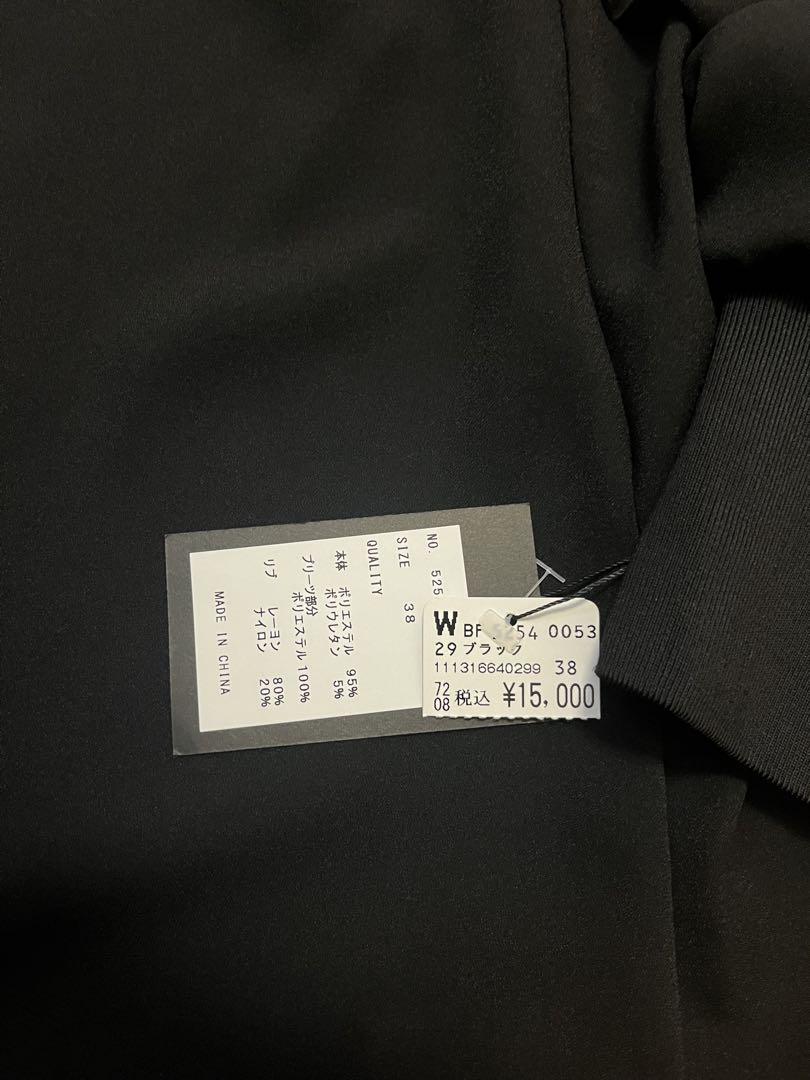 NO. 525
SIZE 38
QUALITY
本体 ポリエステル 95%
ポリウレタン 5%
プリーツ部分
ポリエステル 100%
リブ レーヨン 80%
ナイロン 20%
MADE IN CHINA
W BF 5254 0053
29 ブラック
111316640299 38
72
08 税込 ¥15,000